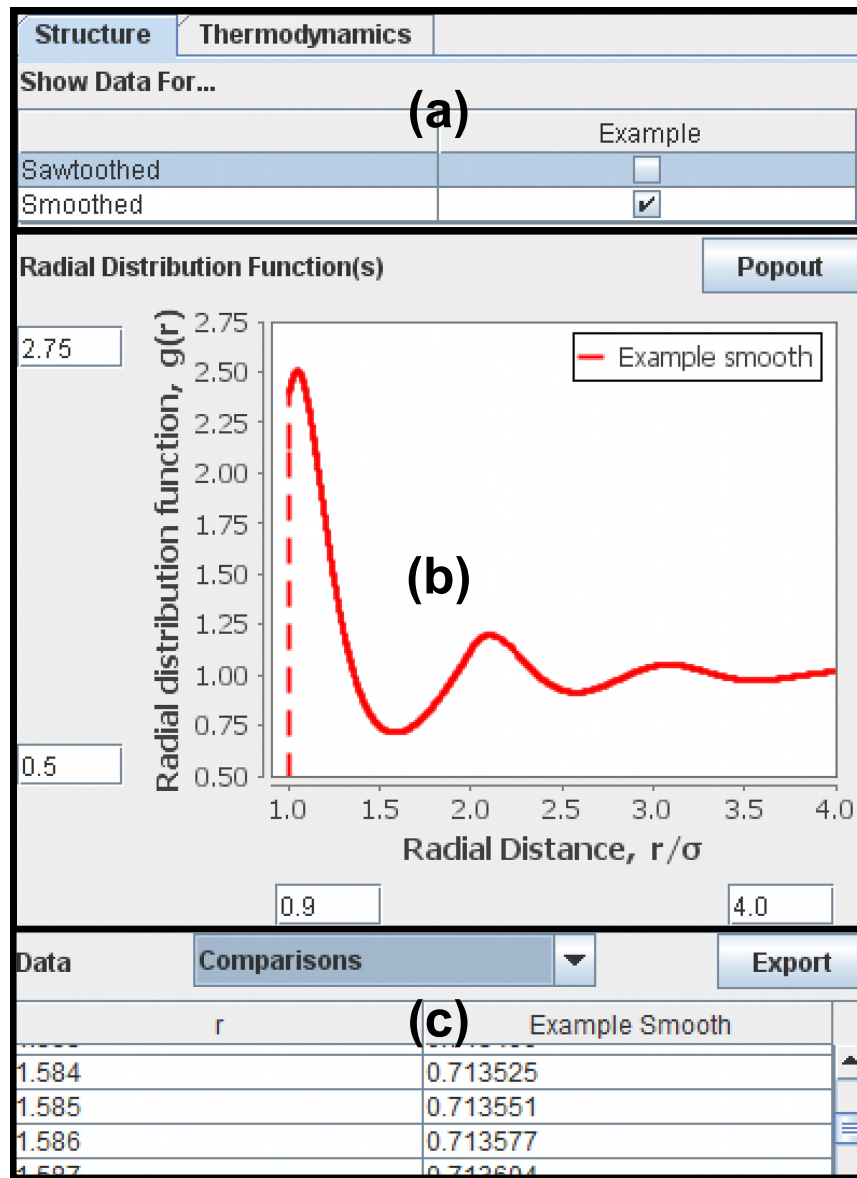 Structure Thermodynamics
Show Data For...
(a)
Example
Sawtoothed
Smoothed
Radial Distribution Function(s) Popout
2.75
0.5
Radial distribution function, g(r)
2.75
2.50
2.25
2.00
1.75
1.50
1.25
1.00
0.75
0.50
Example smooth
(b)
1.0 1.5 2.0 2.5 3.0 3.5 4.0
Radial Distance, r/σ
0.9 4.0
Data Comparisons Export
(c)
r Example Smooth
1.584 0.713525
1.585 0.713551
1.586 0.713577